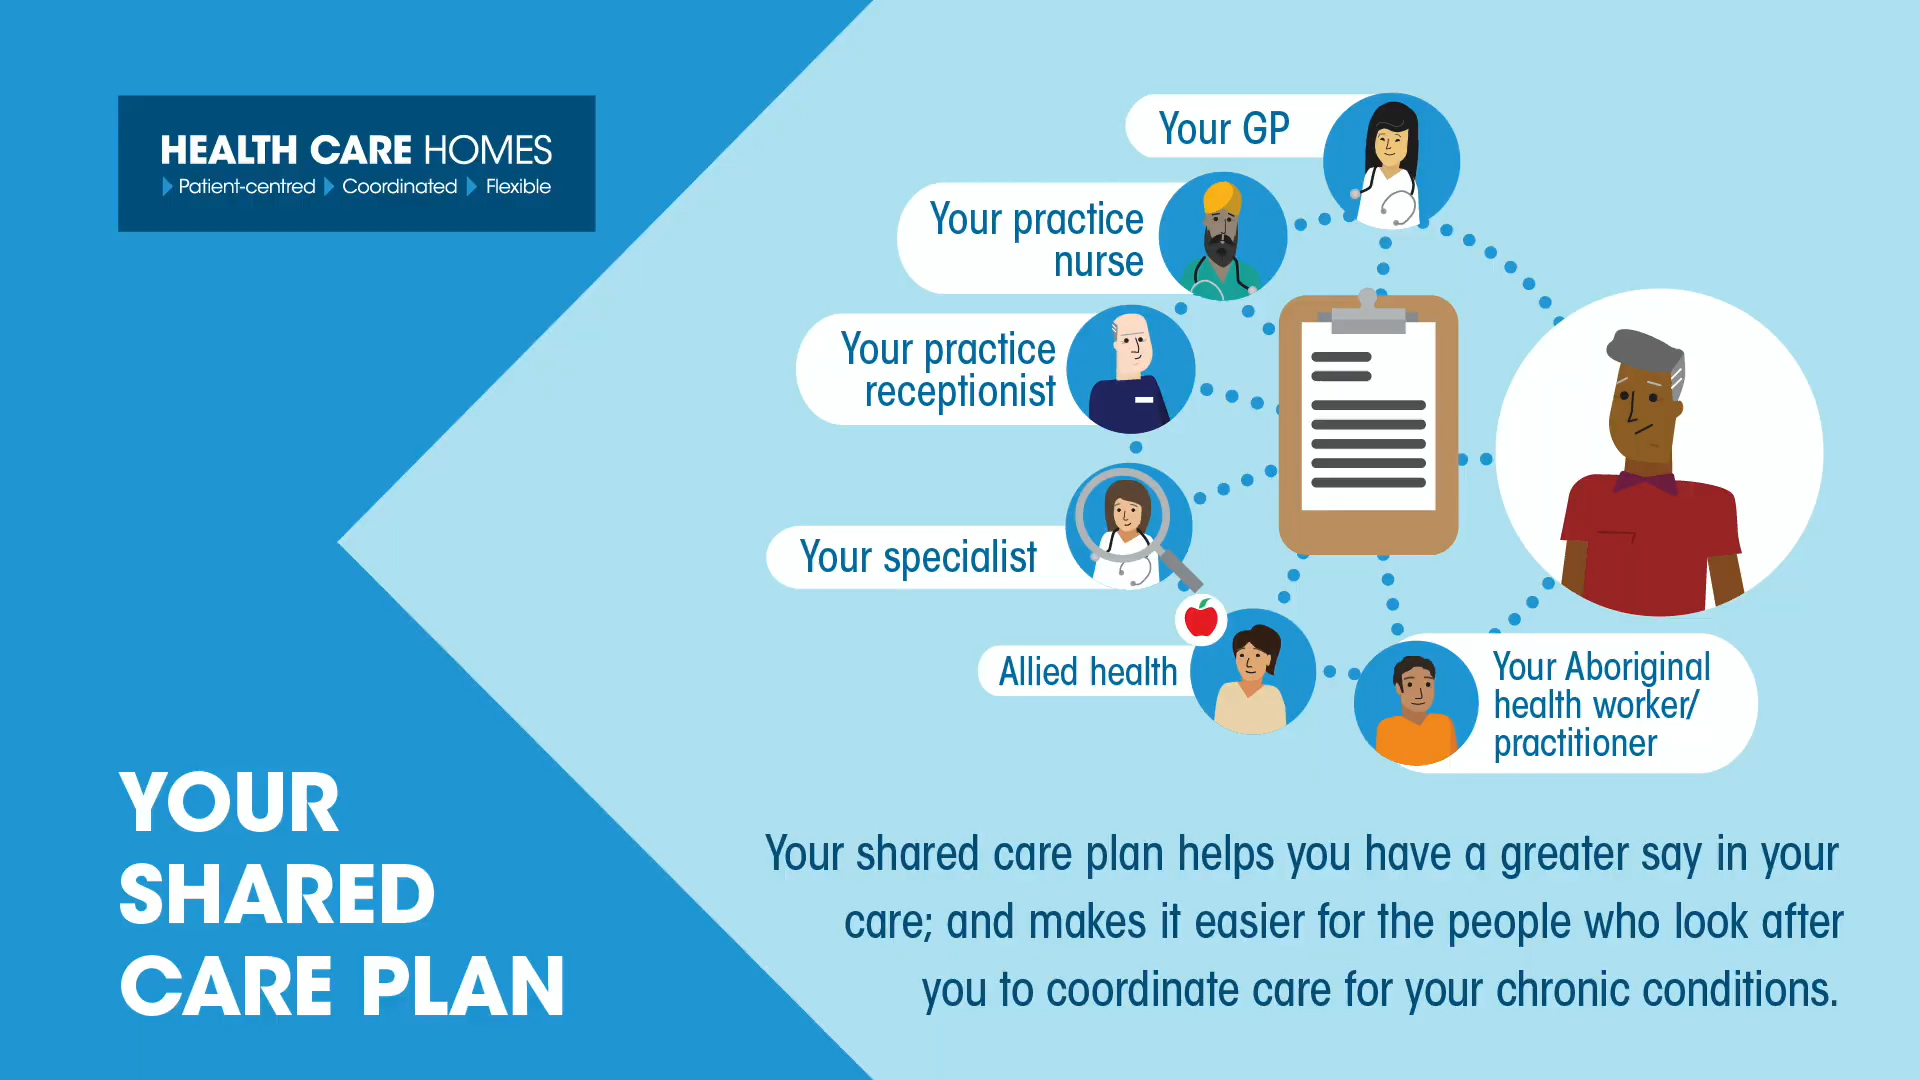 HEALTH CARE HOMES
Patient-centred Coordinated Flexible
YOUR
SHARED
CARE PLAN
Your GP
Your practice
nurse
Your practice
receptionist
Your specialist
Allied health
Your Aboriginal
health worker/
practitioner
Your shared care plan helps you have a greater say in your
care; and makes it easier for the people who look after
you to coordinate care for your chronic conditions.